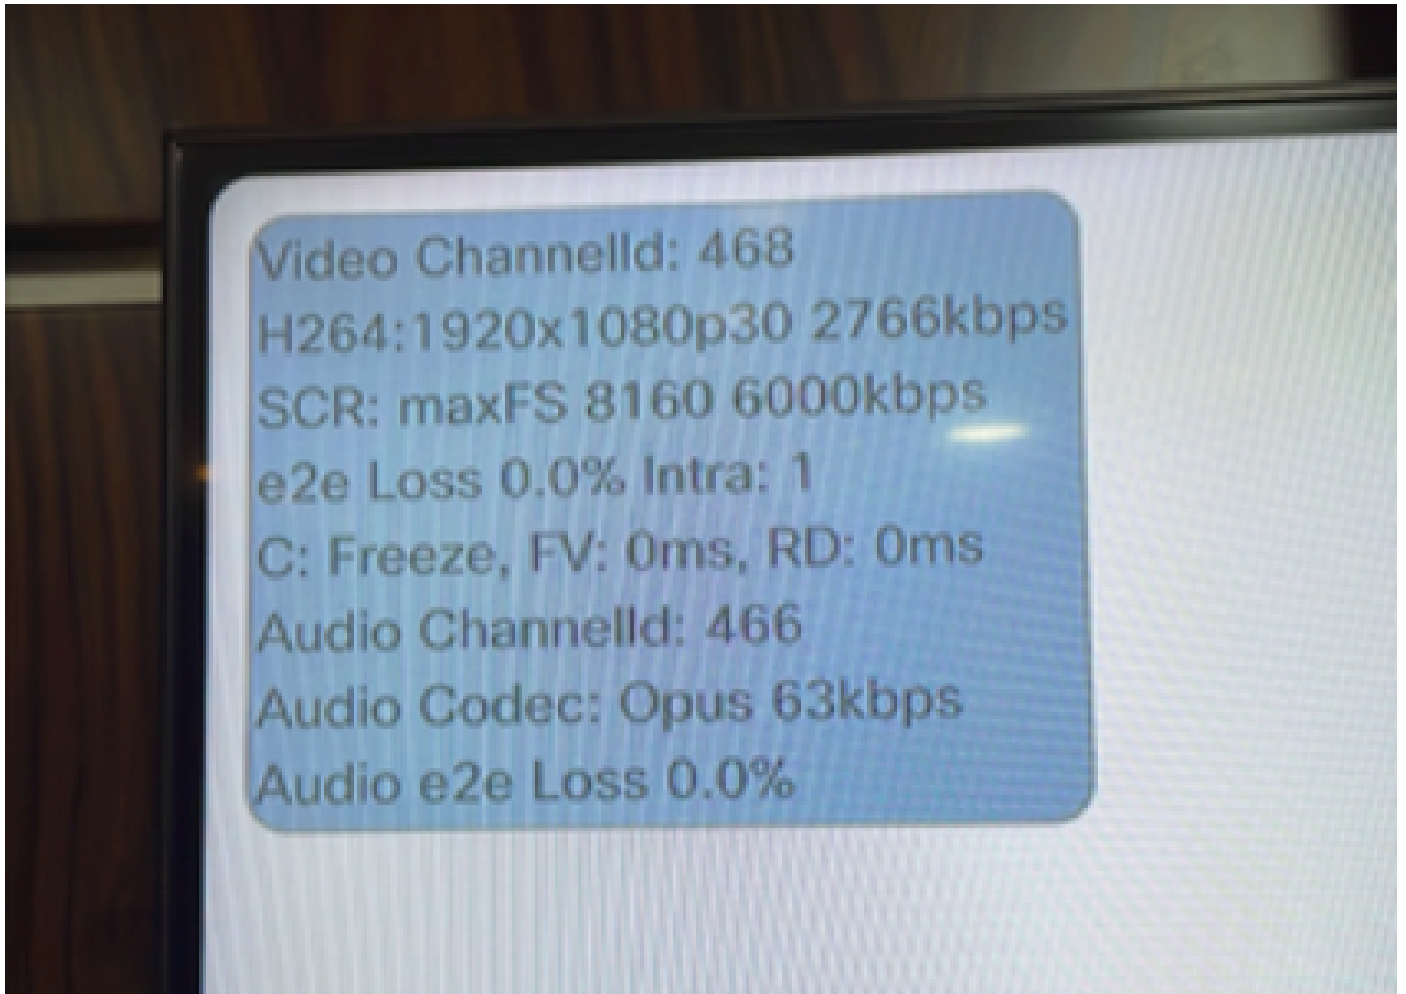 Video ChannelId: 468
H264:1920x1080p30 2766kbps
SCR: maxFS 8160 6000kbps
e2e Loss 0.0% Intra: 1
C: Freeze, FV: 0ms, RD: 0ms
Audio ChannelId: 466
Audio Codec: Opus 63kbps
Audio e2e Loss 0.0%